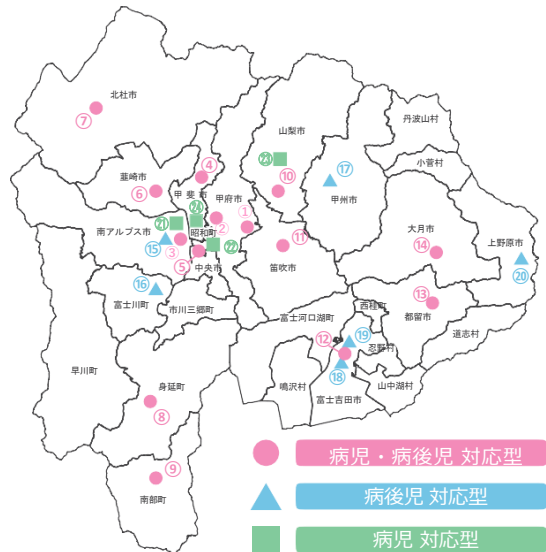 北杜市
⑦
山梨市
丹波山村
小菅村
韮崎市
⑥
④
甲斐市
㉓
⑩
⑰
甲州市
甲府市
①
②
㉔
㉑
南アルプス市
昭和町
㉒
⑮
③
⑤
中央市
⑪
笛吹市
大月市
⑭
上野原市
⑳
⑯
富士川町
市川三郷町
富士河口湖町
西桂町
⑬
都留市
道志村
⑫
⑲
忍野村
⑱
山中湖村
鳴沢村
富士吉田市
早川町
身延町
⑧
⑨
南部町
病児・病後児 対応型
病後児 対応型
病児 対応型